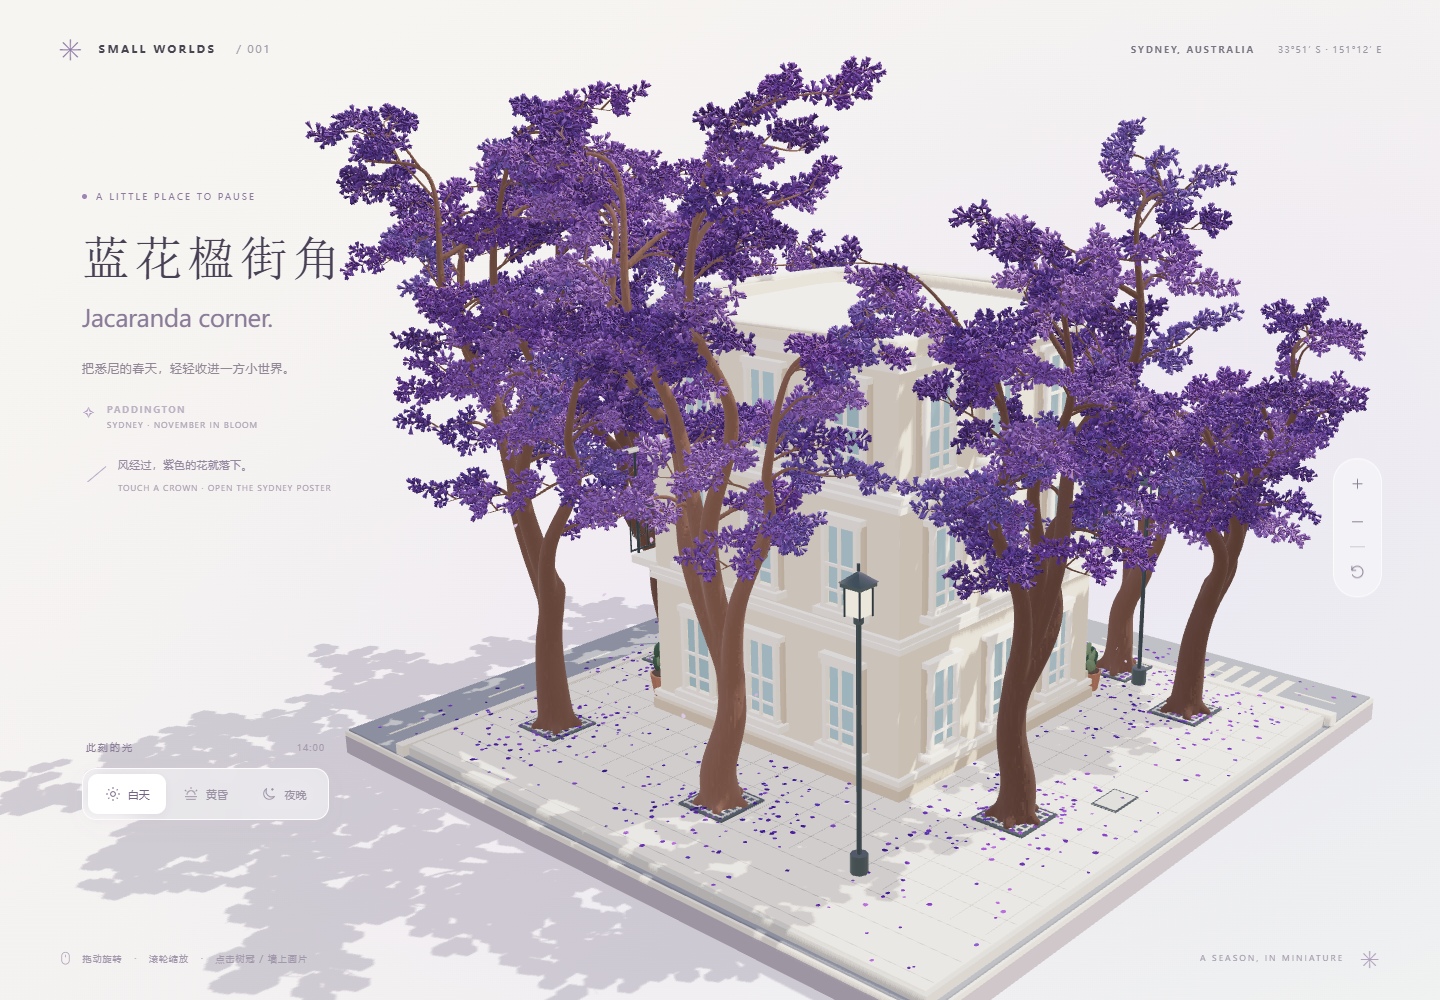 SMALL WORLDS / 001
SYDNEY, AUSTRALIA 33°51' S · 151°12' E
A LITTLE PLACE TO PAUSE
蓝花楹街角
Jacaranda corner.
把悉尼的春天，轻轻收进一方小世界。
PADDINGTON
SYDNEY · NOVEMBER IN BLOOM
风经过，紫色的花就落下。
TOUCH A CROWN · OPEN THE SYDNEY POSTER
此刻的光 14:00
白天 黄昏 夜晚
拖动旋转 · 滚轮缩放 · 点击树冠 / 墙上画片
A SEASON, IN MINIATURE